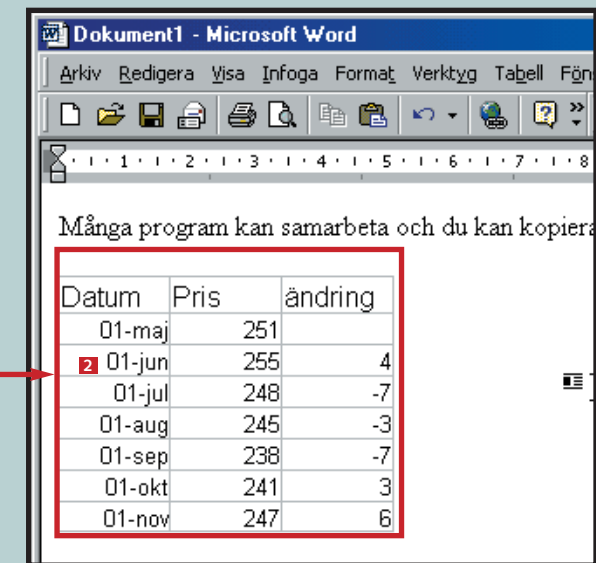 Dokument1 - Microsoft Word
Arkiv Redigera Visa Infoga Format Verktyg Tabell Fön
1 2 3 4 5 6 7 8
Många program kan samarbeta och du kan kopiera
Datum Pris ändring
01-maj 251
2 01-jun 255 4
01-jul 248 -7
01-aug 245 -3
01-sep 238 -7
01-okt 241 3
01-nov 247 6